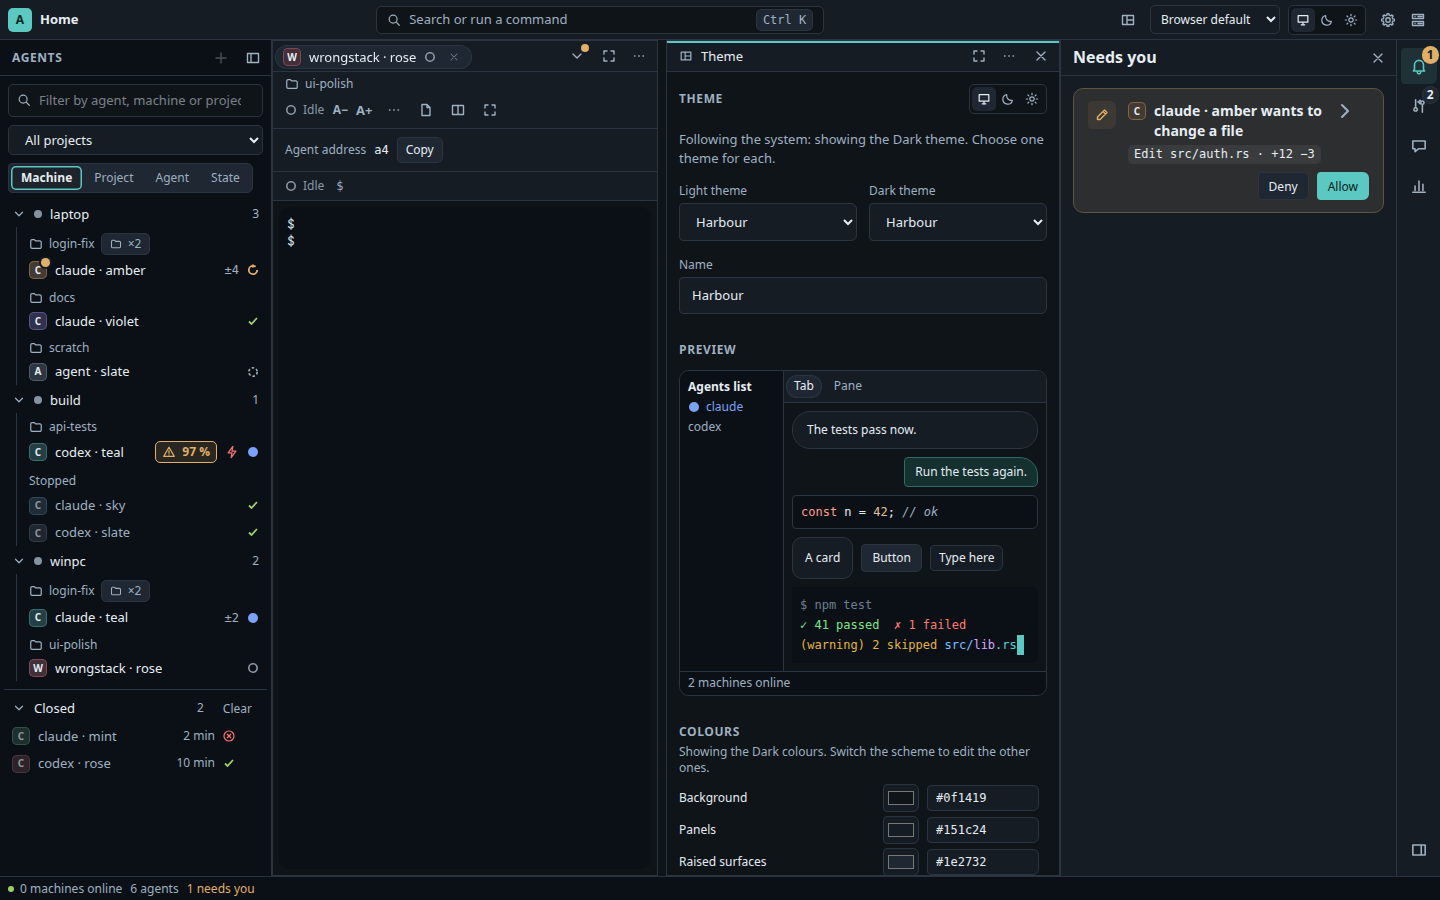 A Home
Search or run a command Ctrl K
Browser default
AGENTS
Filter by agent, machine or projec
All projects
Machine Project Agent State
laptop 3
login-fix ×2
C claude · amber ±4
docs
C claude · violet
scratch
A agent · slate
build 1
api-tests
C codex · teal 97 %
Stopped
C claude · sky
C codex · slate
winpc 2
login-fix ×2
C claude · teal ±2
ui-polish
W wrongstack · rose
Closed 2 Clear
C claude · mint 2 min
C codex · rose 10 min
W wrongstack · rose
ui-polish
Idle A− A+
Agent address a4 Copy
Idle $
$
$
Theme
THEME
Following the system: showing the Dark theme. Choose one
theme for each.
Light theme Dark theme
Harbour Harbour
Name
Harbour
PREVIEW
Agents list
claude
codex
Tab Pane
The tests pass now.
Run the tests again.
const n = 42; // ok
A card Button Type here
$ npm test
✓ 41 passed ✗ 1 failed
(warning) 2 skipped src/lib.rs
2 machines online
COLOURS
Showing the Dark colours. Switch the scheme to edit the other
ones.
Background #0f1419
Panels #151c24
Raised surfaces #1e2732
Needs you
C claude · amber wants to
change a file
Edit src/auth.rs · +12 −3
Deny Allow
1
2
0 machines online 6 agents 1 needs you